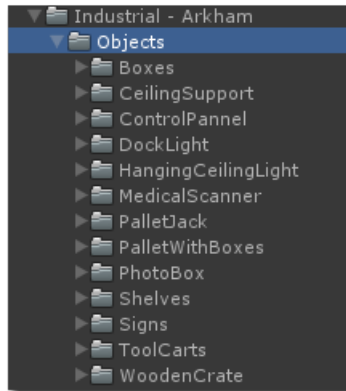 Industrial - Arkham
Objects
Boxes
CeilingSupport
ControlPannel
DockLight
HangingCeilingLight
MedicalScanner
PalletJack
PalletWithBoxes
PhotoBox
Shelves
Signs
ToolCarts
WoodenCrate